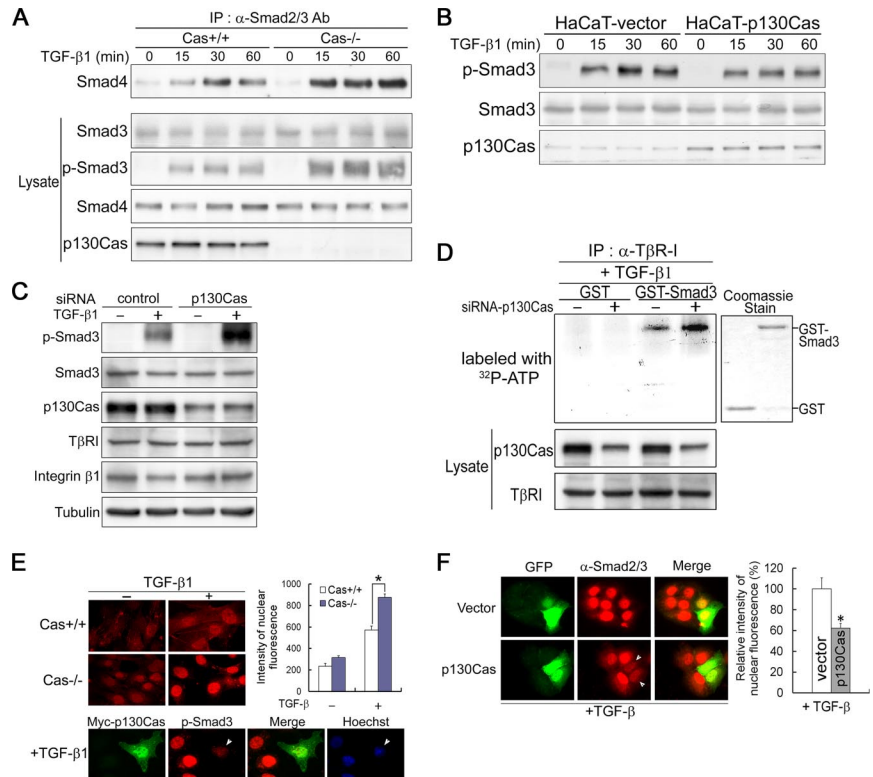 A
IP : α-Smad2/3 Ab
Cas+/+ Cas-/-
TGF-β1 (min) 0 15 30 60 0 15 30 60
Smad4
Lysate
Smad3
p-Smad3
Smad4
p130Cas
B
HaCaT-vector HaCaT-p130Cas
TGF-β1 (min) 0 15 30 60 0 15 30 60
p-Smad3
Smad3
p130Cas
C
siRNA control p130Cas
TGF-β1 – + – +
p-Smad3
Smad3
p130Cas
TβRI
Integrin β1
Tubulin
D
IP : α-TβR-I
+ TGF-β1
GST GST-Smad3
siRNA-p130Cas – + – +
Coomassie
Stain
labeled with
³²P-ATP
GST-
Smad3
GST
Lysate
p130Cas
TβRI
E
TGF-β1
– +
Cas+/+
Cas-/-
Intensity of nuclear
fluorescence
1000
800
600
400
200
0
Cas+/+
Cas-/-
*
TGF-β – +
Myc-p130Cas p-Smad3 Merge Hoechst
+TGF-β1
F
GFP α-Smad2/3 Merge
Vector
p130Cas
+TGF-β
Relative intensity of
nuclear fluorescence (%)
120
100
80
60
40
20
0
*
vector
p130Cas
+ TGF-β